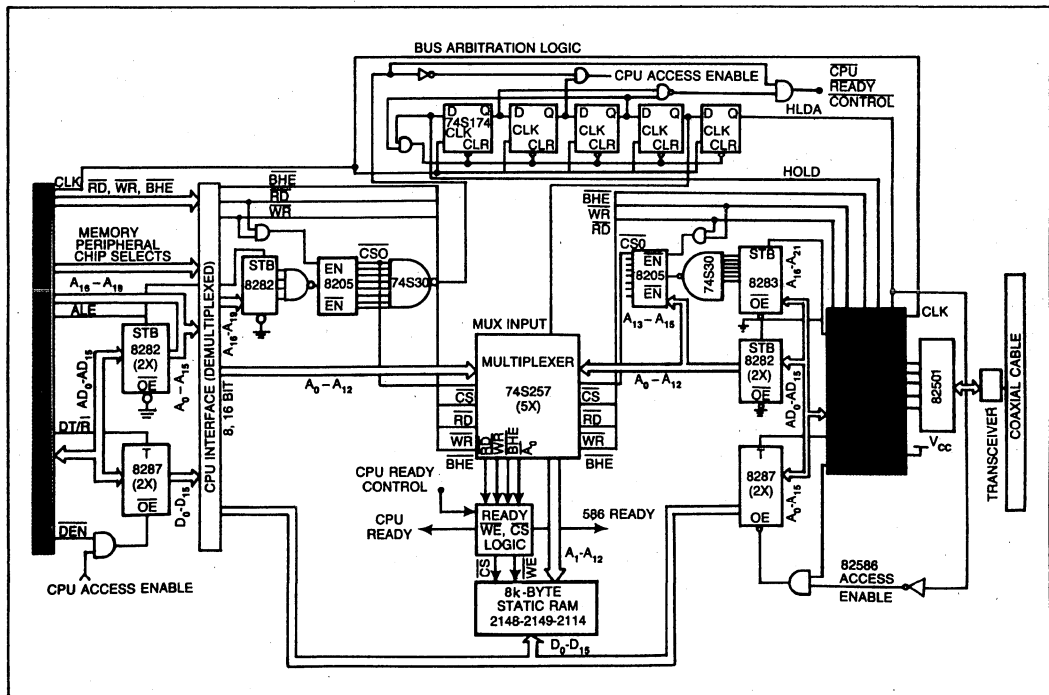 BUS ARBITRATION LOGIC
CPU ACCESS ENABLE
CPU
READY
CONTROL
HLDA
D Q
74S174
CLK
CLR
D Q
CLK
CLR
D Q
CLK
CLR
D Q
CLK
CLR
D Q
CLK
CLR
HOLD
CLK
RD, WR, BHE
MEMORY
PERIPHERAL
CHIP SELECTS
A16–A19
ALE
STB
8282
(2X)
OE
AD0-AD15
A0–A15
DT/R
T
8287
(2X)
OE
D0-D15
DEN
CPU ACCESS ENABLE
CPU INTERFACE (DEMULTIPLEXED)
8, 16 BIT
BHE
RD
WR
A16–A19
STB
8282
EN
8205
EN
CSO
74S30
A0–A12
MUX INPUT
MULTIPLEXER
74S257
(5X)
CS
RD
WR
BHE
CS
RD
WR
BHE
RD
WR
BHE
A0
CPU READY
CONTROL
CPU
READY
READY
WE, CS
LOGIC
586 READY
CS
WE
A1-A12
8k-BYTE
STATIC RAM
2148-2149-2114
D0-D15
BHE
WR
RD
CS0
EN
8205
EN
74S30
STB
8283
OE
A16-A21
A13–A15
A0–A12
STB
8282
(2X)
OE
AD0-AD15
T
8287
(2X)
OE
A0-A15
82586
ACCESS
ENABLE
CLK
82501
VCC
TRANSCEIVER
COAXIAL CABLE